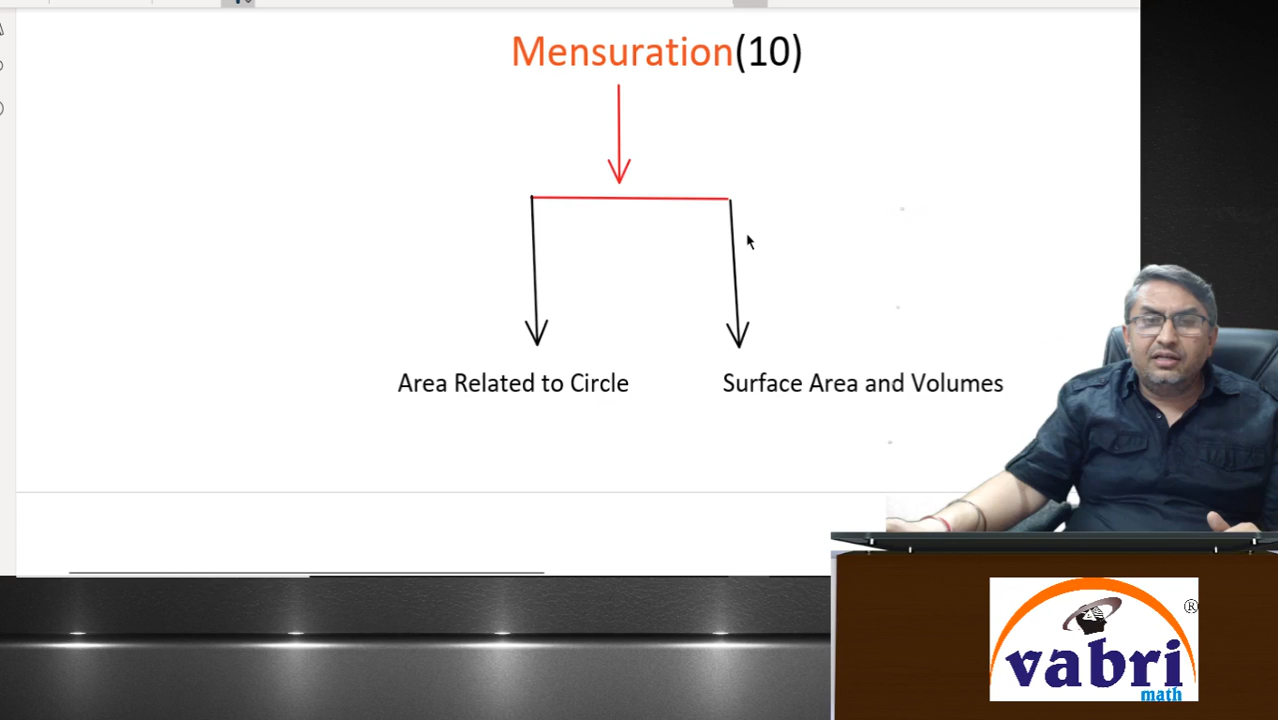 Mensuration(10)
Area Related to Circle
Surface Area and Volumes
®
vabri
math